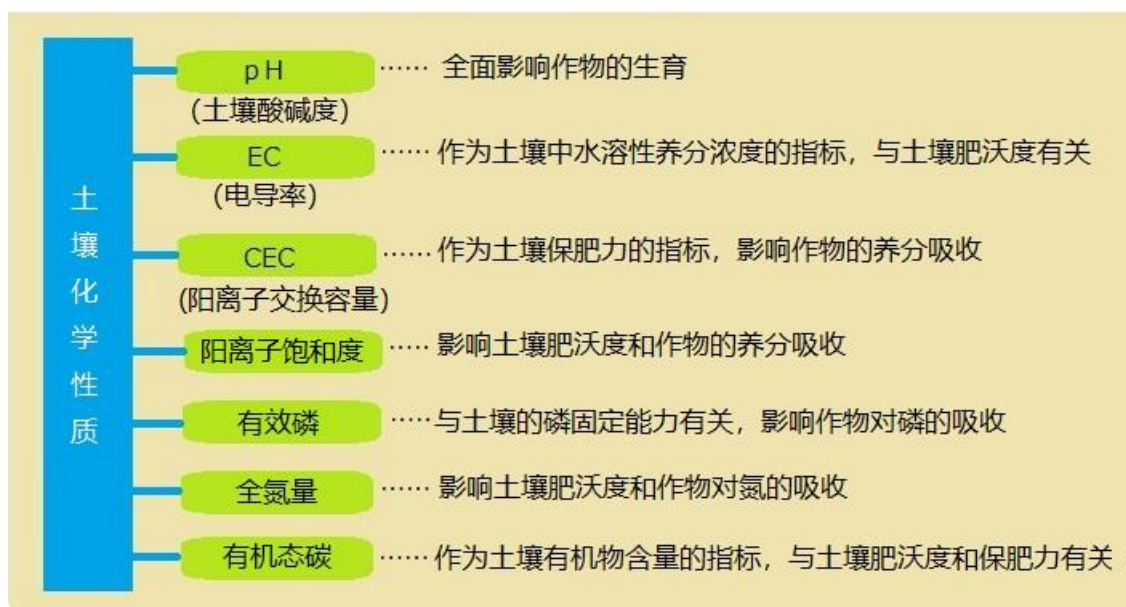 土壤化学性质
pH …… 全面影响作物的生育
(土壤酸碱度)
EC ……作为土壤中水溶性养分浓度的指标，与土壤肥沃度有关
(电导率)
CEC ……作为土壤保肥力的指标，影响作物的养分吸收
(阳离子交换容量)
阳离子饱和度 …… 影响土壤肥沃度和作物的养分吸收
有效磷 ……与土壤的磷固定能力有关，影响作物对磷的吸收
全氮量 …… 影响土壤肥沃度和作物对氮的吸收
有机态碳 ……作为土壤有机物含量的指标，与土壤肥沃度和保肥力有关